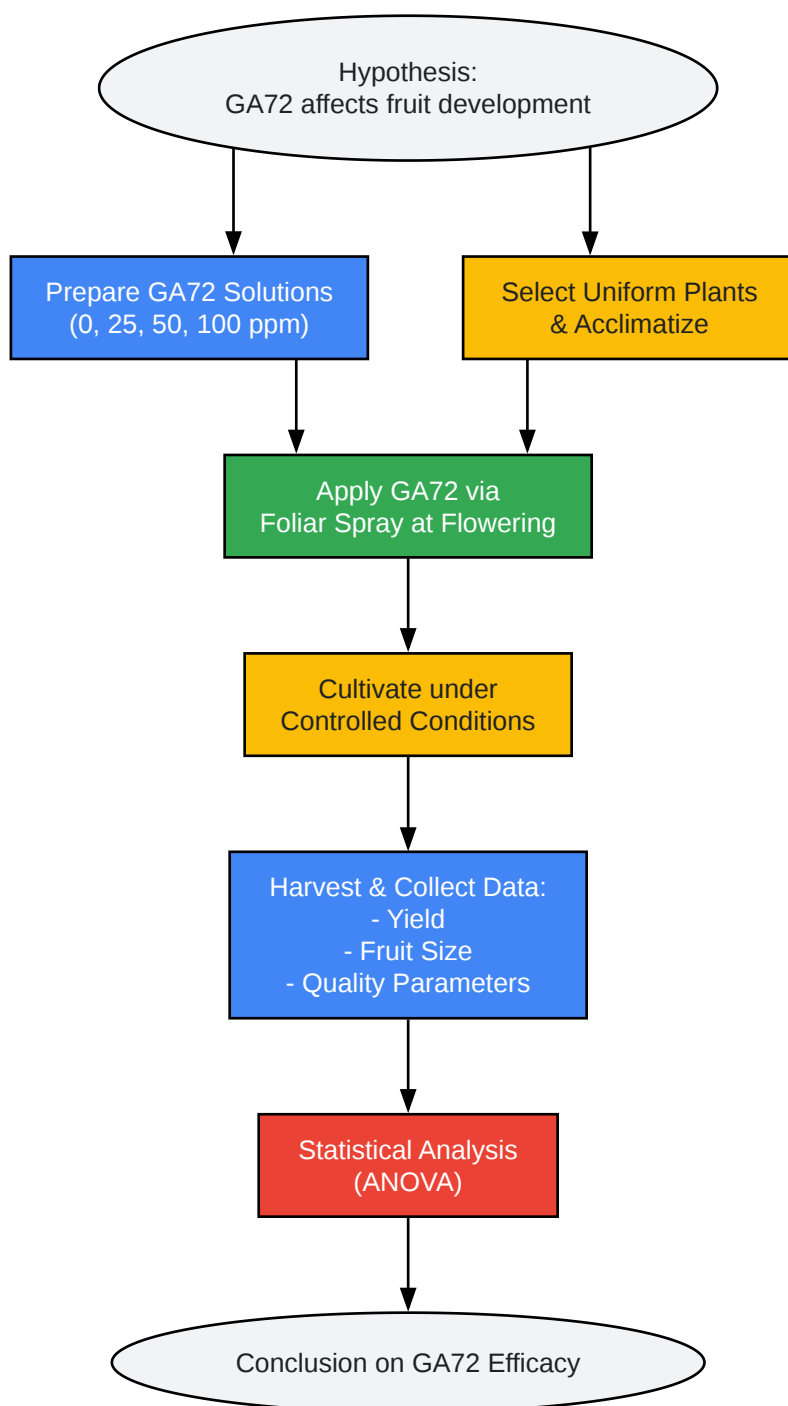 Hypothesis:
GA72 affects fruit development
Prepare GA72 Solutions
(0, 25, 50, 100 ppm)
Select Uniform Plants
& Acclimatize
Apply GA72 via
Foliar Spray at Flowering
Cultivate under
Controlled Conditions
Harvest & Collect Data:
- Yield
- Fruit Size
- Quality Parameters
Statistical Analysis
(ANOVA)
Conclusion on GA72 Efficacy